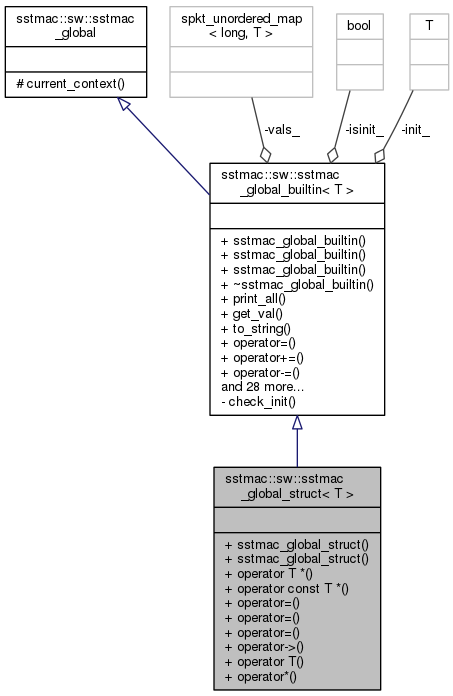 sstmac::sw::sstmac
_global
# current_context()
spkt_unordered_map
< long, T >
bool
T
-vals_
-isinit_
-init_
sstmac::sw::sstmac
_global_builtin< T >
+ sstmac_global_builtin()
+ sstmac_global_builtin()
+ sstmac_global_builtin()
+ ~sstmac_global_builtin()
+ print_all()
+ get_val()
+ to_string()
+ operator=()
+ operator+=()
+ operator-=()
and 28 more...
- check_init()
sstmac::sw::sstmac
_global_struct< T >
+ sstmac_global_struct()
+ sstmac_global_struct()
+ operator T *()
+ operator const T *()
+ operator=()
+ operator=()
+ operator=()
+ operator->()
+ operator T()
+ operator*()